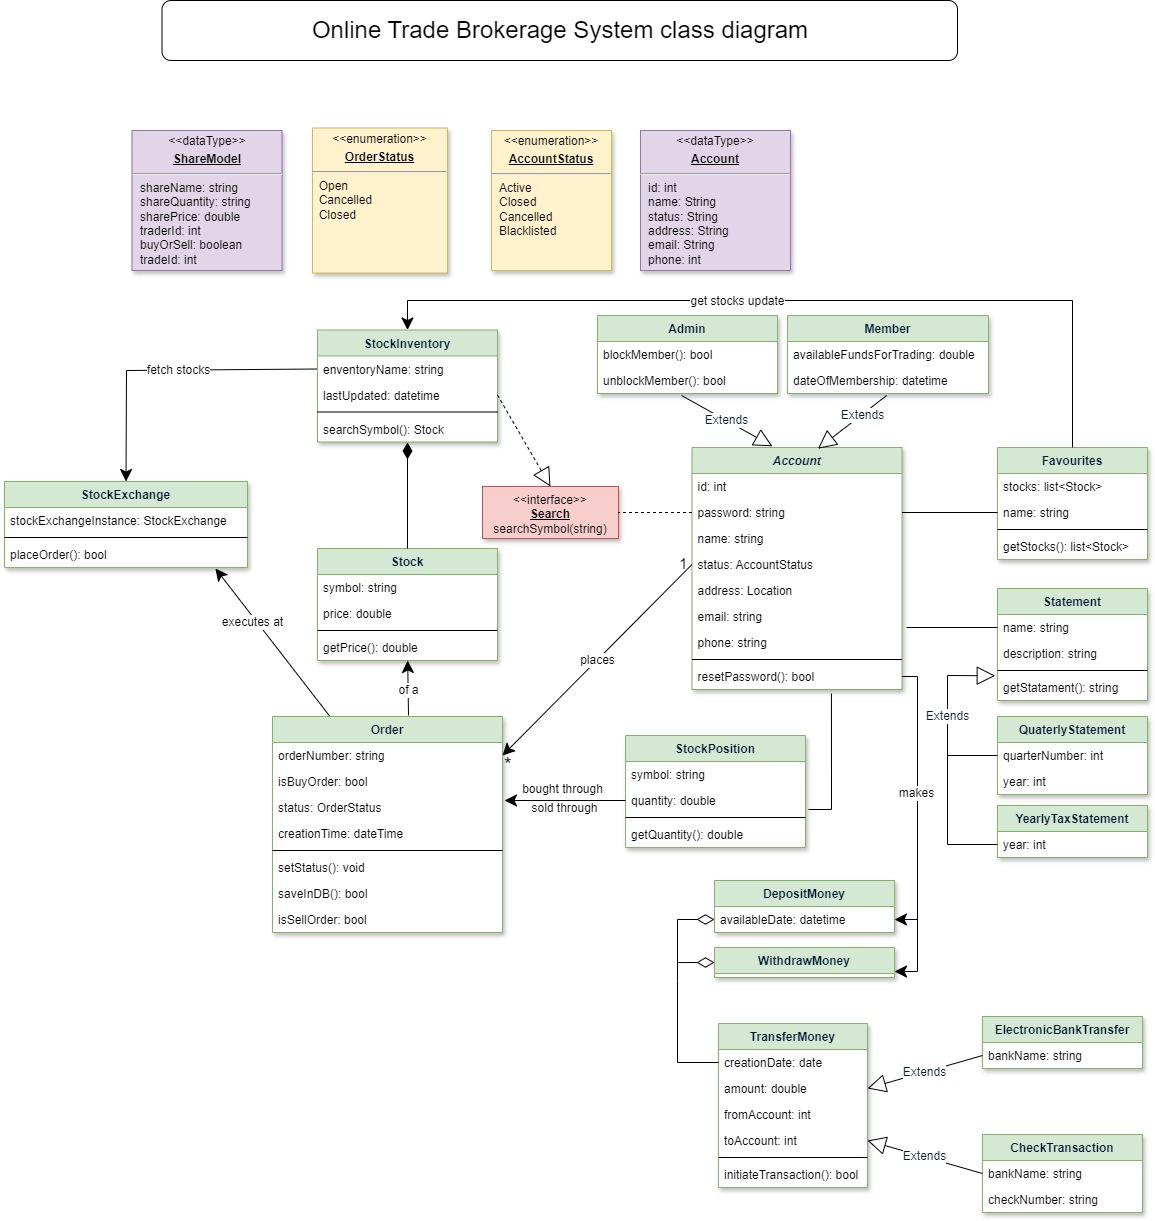 Online Trade Brokerage System class diagram
<<dataType>>
ShareModel
shareName: string
shareQuantity: string
sharePrice: double
traderId: int
buyOrSell: boolean
tradeId: int
<<enumeration>>
OrderStatus
Open
Cancelled
Closed
<<enumeration>>
AccountStatus
Active
Closed
Cancelled
Blacklisted
<<dataType>>
Account
id: int
name: String
status: String
address: String
email: String
phone: int
get stocks update
StockInventory
enventoryName: string
lastUpdated: datetime
searchSymbol(): Stock
Admin
blockMember(): bool
unblockMember(): bool
Member
availableFundsForTrading: double
dateOfMembership: datetime
fetch stocks
Extends
Extends
StockExchange
stockExchangeInstance: StockExchange
placeOrder(): bool
<<interface>>
Search
searchSymbol(string)
Account
id: int
password: string
name: string
status: AccountStatus
address: Location
email: string
phone: string
resetPassword(): bool
Favourites
stocks: list<Stock>
name: string
getStocks(): list<Stock>
Stock
symbol: string
price: double
getPrice(): double
1
Statement
name: string
description: string
getStatament(): string
executes at
places
of a
Extends
Order
orderNumber: string
isBuyOrder: bool
status: OrderStatus
creationTime: dateTime
setStatus(): void
saveInDB(): bool
isSellOrder: bool
*
bought through
sold through
StockPosition
symbol: string
quantity: double
getQuantity(): double
makes
QuaterlyStatement
quarterNumber: int
year: int
YearlyTaxStatement
year: int
DepositMoney
availableDate: datetime
WithdrawMoney
TransferMoney
creationDate: date
amount: double
fromAccount: int
toAccount: int
initiateTransaction(): bool
Extends
ElectronicBankTransfer
bankName: string
Extends
CheckTransaction
bankName: string
checkNumber: string